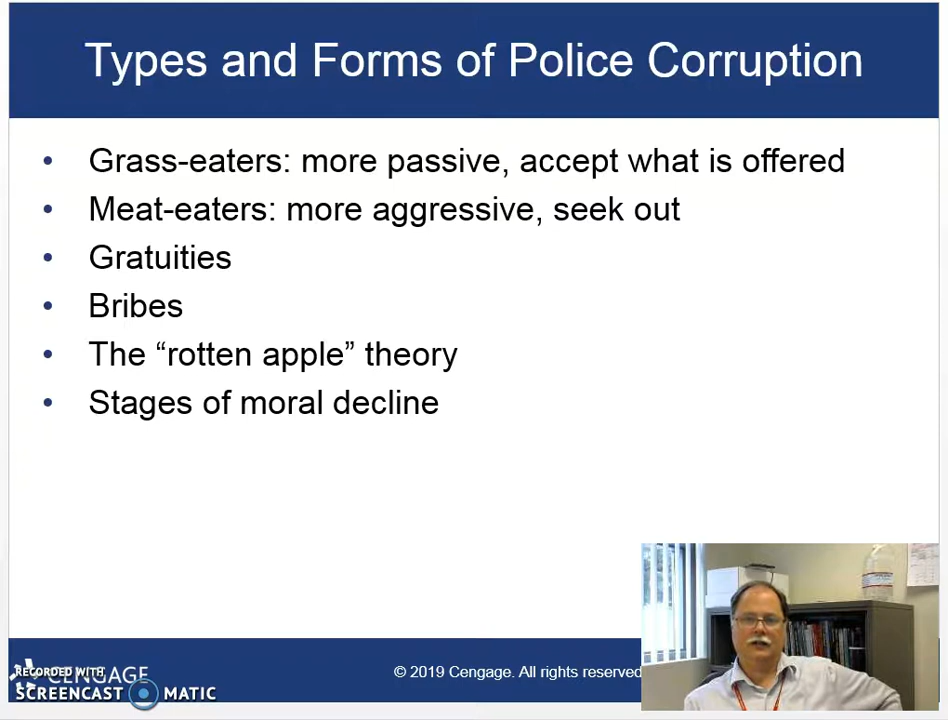 Types and Forms of Police Corruption
• Grass-eaters: more passive, accept what is offered
• Meat-eaters: more aggressive, seek out
• Gratuities
• Bribes
• The “rotten apple” theory
• Stages of moral decline
RECORDED WITH
CENGAGE
SCREENCAST MATIC
© 2019 Cengage. All rights reserved